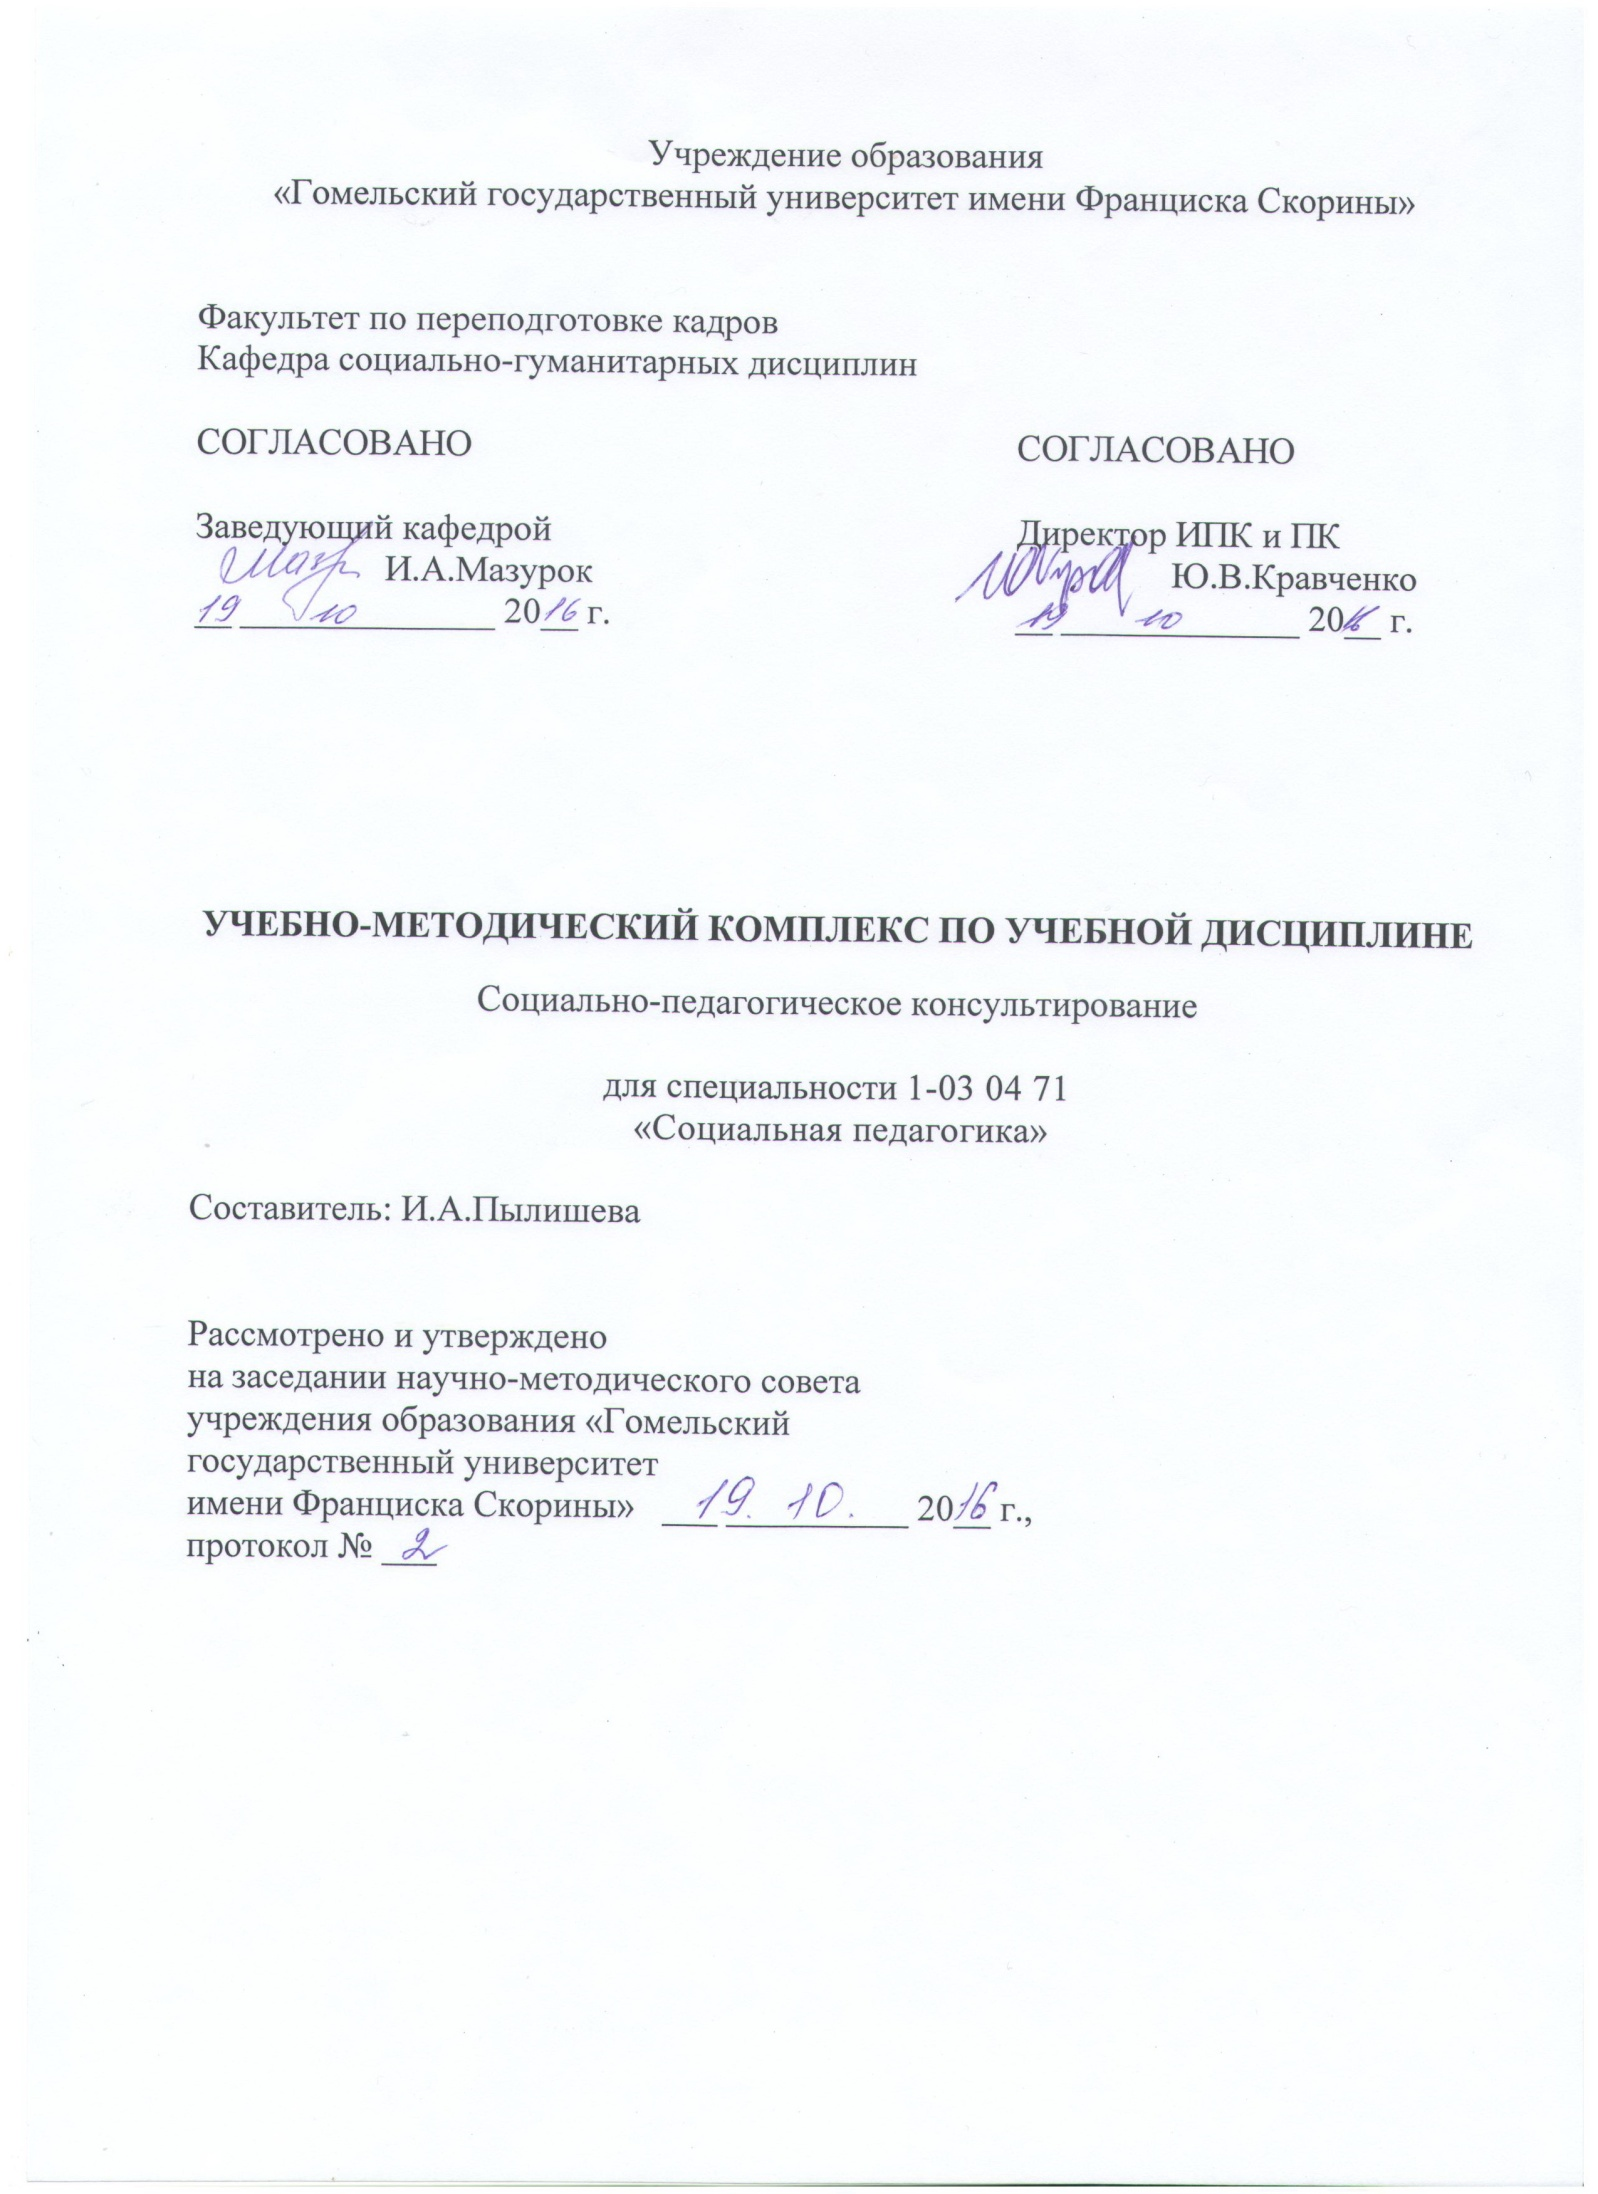 Учреждение образования
«Гомельский государственный университет имени Франциска Скорины»
Факультет по переподготовке кадров
Кафедра социально-гуманитарных дисциплин
СОГЛАСОВАНО
Заведующий кафедрой
И.А.Мазурок
19 10 2016 г.
СОГЛАСОВАНО
Директор ИПК и ПК
Ю.В.Кравченко
19 10 2016 г.
УЧЕБНО-МЕТОДИЧЕСКИЙ КОМПЛЕКС ПО УЧЕБНОЙ ДИСЦИПЛИНЕ
Социально-педагогическое консультирование
для специальности 1-03 04 71
«Социальная педагогика»
Составитель: И.А.Пылишева
Рассмотрено и утверждено
на заседании научно-методического совета
учреждения образования «Гомельский
государственный университет
имени Франциска Скорины» 19. 10. 2016 г.,
протокол № 2